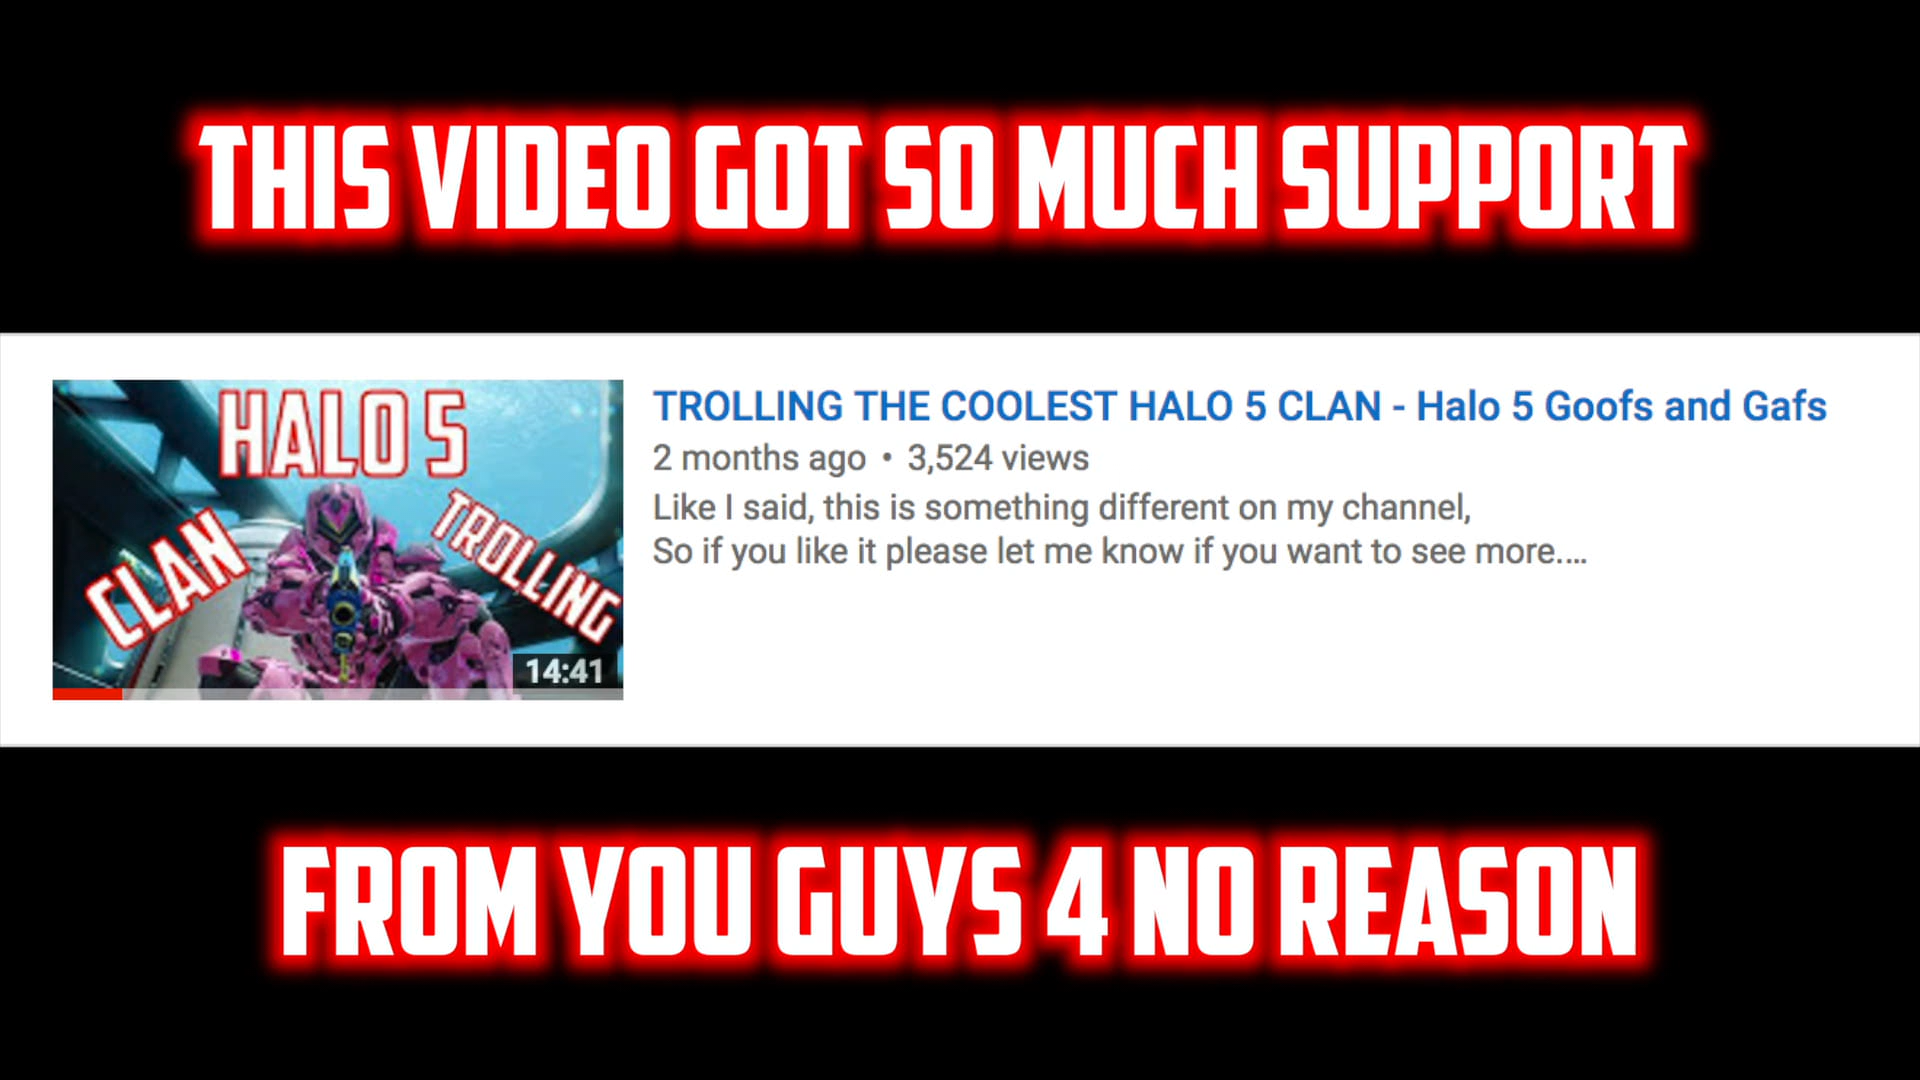 THIS VIDEO GOT SO MUCH SUPPORT
HALO 5
CLAN
TROLLING
14:41
TROLLING THE COOLEST HALO 5 CLAN - Halo 5 Goofs and Gafs
2 months ago • 3,524 views
Like I said, this is something different on my channel,
So if you like it please let me know if you want to see more....
FROM YOU GUYS 4 NO REASON